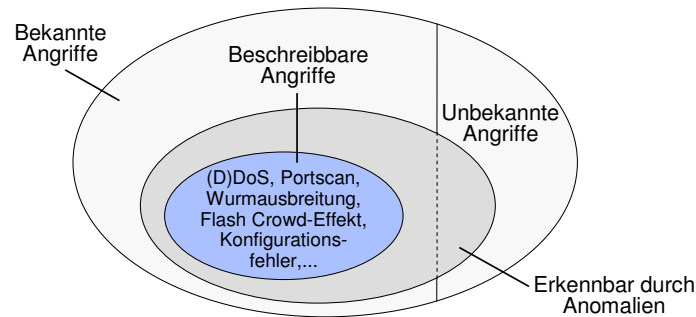 Bekannte
Angriffe
Beschreibbare
Angriffe
Unbekannte
Angriffe
(D)DoS, Portscan,
Wurmausbreitung,
Flash Crowd-Effekt,
Konfigurations-
fehler,...
Erkennbar durch
Anomalien